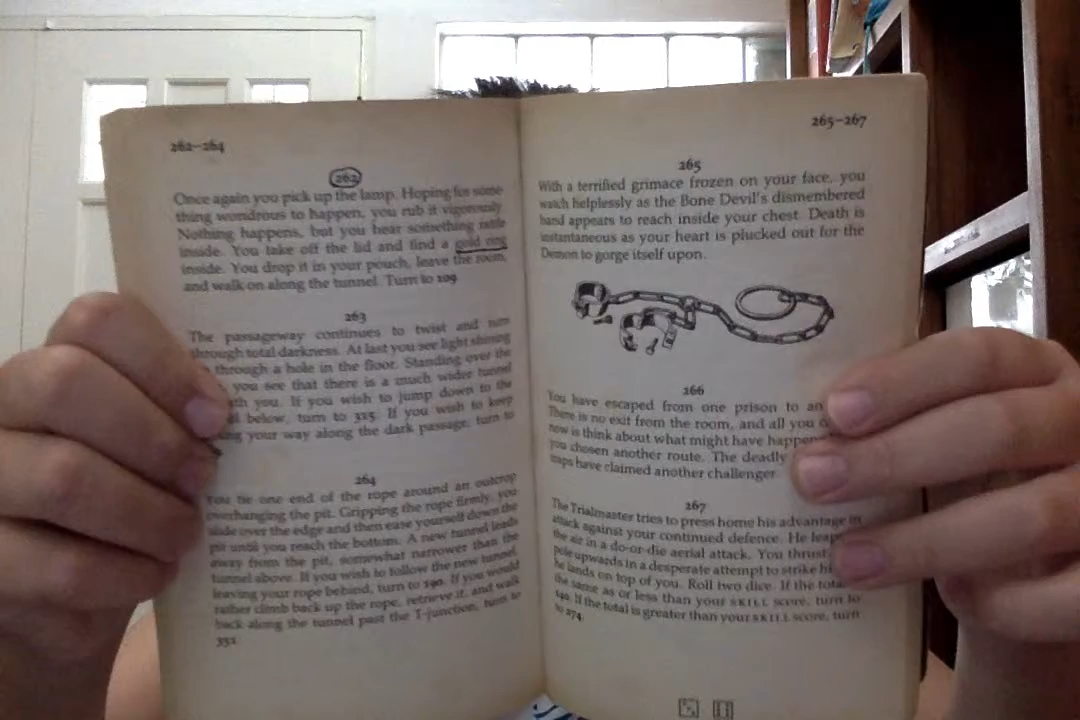 262–264
262
Once again you pick up the lamp. Hoping for some
thing wondrous to happen, you rub it vigorously.
Nothing happens, but you hear something rattle
inside. You take off the lid and find a gold ring
inside. You drop it in your pouch, leave the room,
and walk on along the tunnel. Turn to 109.
263
The passageway continues to twist and turn
through total darkness. At last you see light shining
through a hole in the floor. Standing over the
you see that there is a much wider tunnel
you. If you wish to jump down to the
below, turn to 315. If you wish to keep
your way along the dark passage, turn to
264
You tie one end of the rope around an outcrop
overhanging the pit. Gripping the rope firmly, you
slide over the edge and then ease yourself down the
pit until you reach the bottom. A new tunnel leads
away from the pit, somewhat narrower than the
tunnel above. If you wish to follow the new tunnel,
leaving your rope behind, turn to 190. If you would
rather climb back up the rope, retrieve it, and walk
back along the tunnel past the T-junction, turn to
351
265–267
265
With a terrified grimace frozen on your face, you
watch helplessly as the Bone Devil's dismembered
hand appears to reach inside your chest. Death is
instantaneous as your heart is plucked out for the
Demon to gorge itself upon.
266
You have escaped from one prison to an
There is no exit from the room, and all you
now is think about what might have happen
you chosen another route. The deadly
traps have claimed another challenger.
267
The Trialmaster tries to press home his advantage in
attack against your continued defence. He leaps
the air in a do-or-die aerial attack. You thrust
pole upwards in a desperate attempt to strike hi
he lands on top of you. Roll two dice. If the total
the same as or less than your SKILL score, turn to
If the total is greater than your SKILL score, turn
to 274.